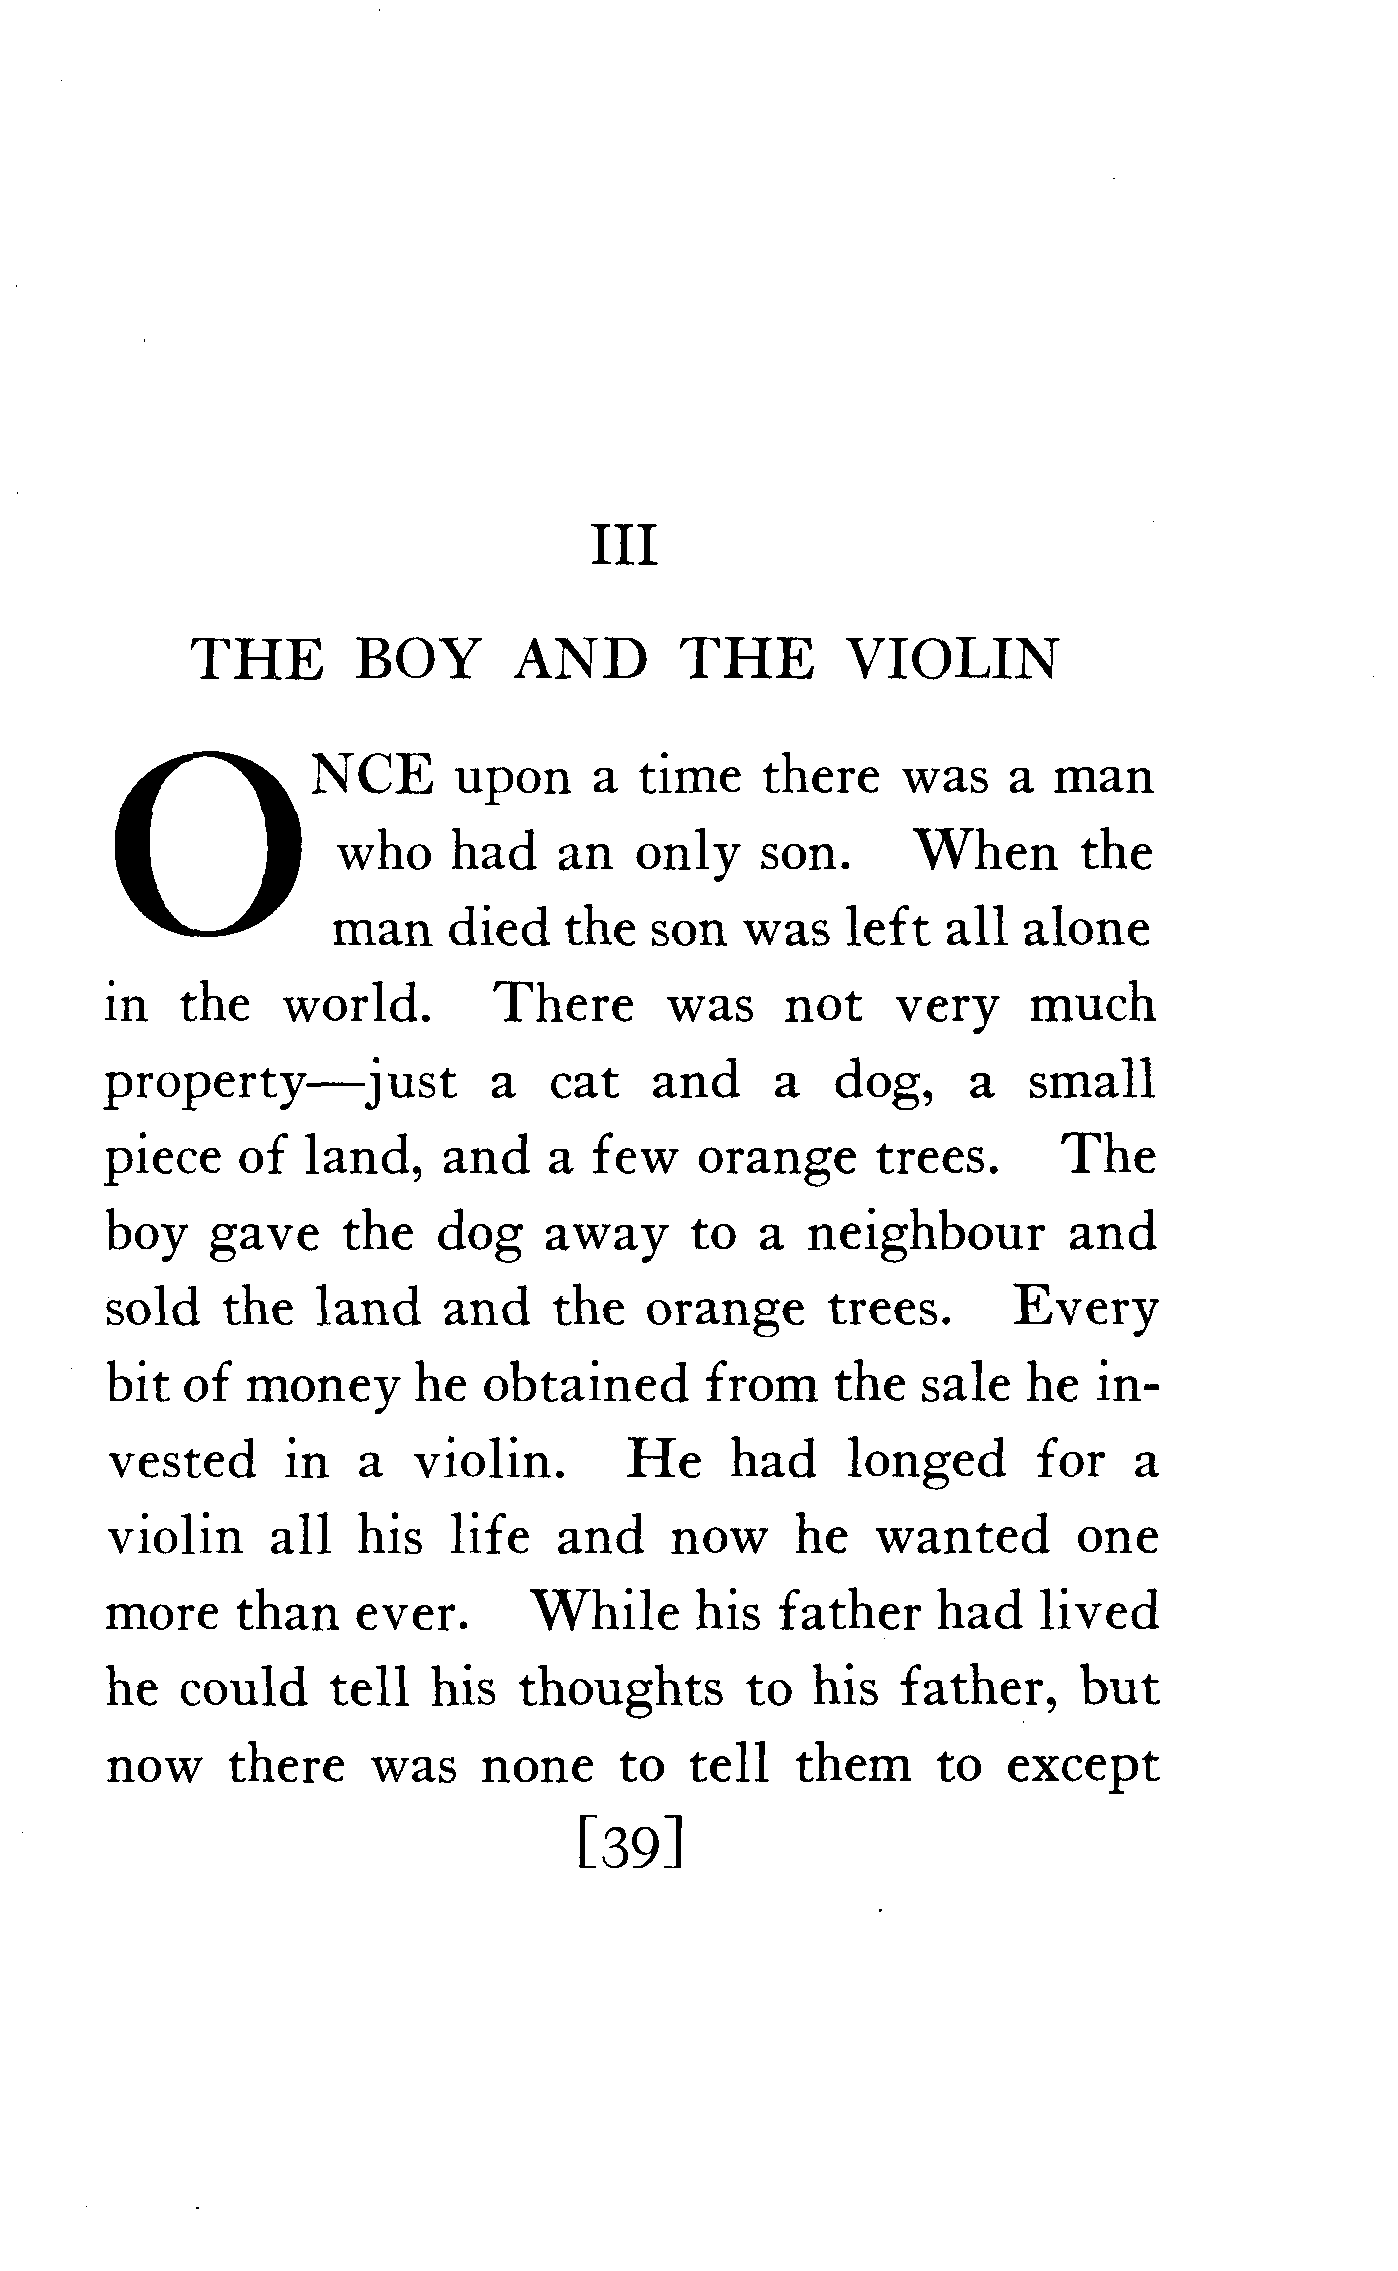 III
THE BOY AND THE VIOLIN
ONCE upon a time there was a man
who had an only son. When the
man died the son was left all alone
in the world. There was not very much
property—just a cat and a dog, a small
piece of land, and a few orange trees. The
boy gave the dog away to a neighbour and
sold the land and the orange trees. Every
bit of money he obtained from the sale he in-
vested in a violin. He had longed for a
violin all his life and now he wanted one
more than ever. While his father had lived
he could tell his thoughts to his father, but
now there was none to tell them to except
[39]